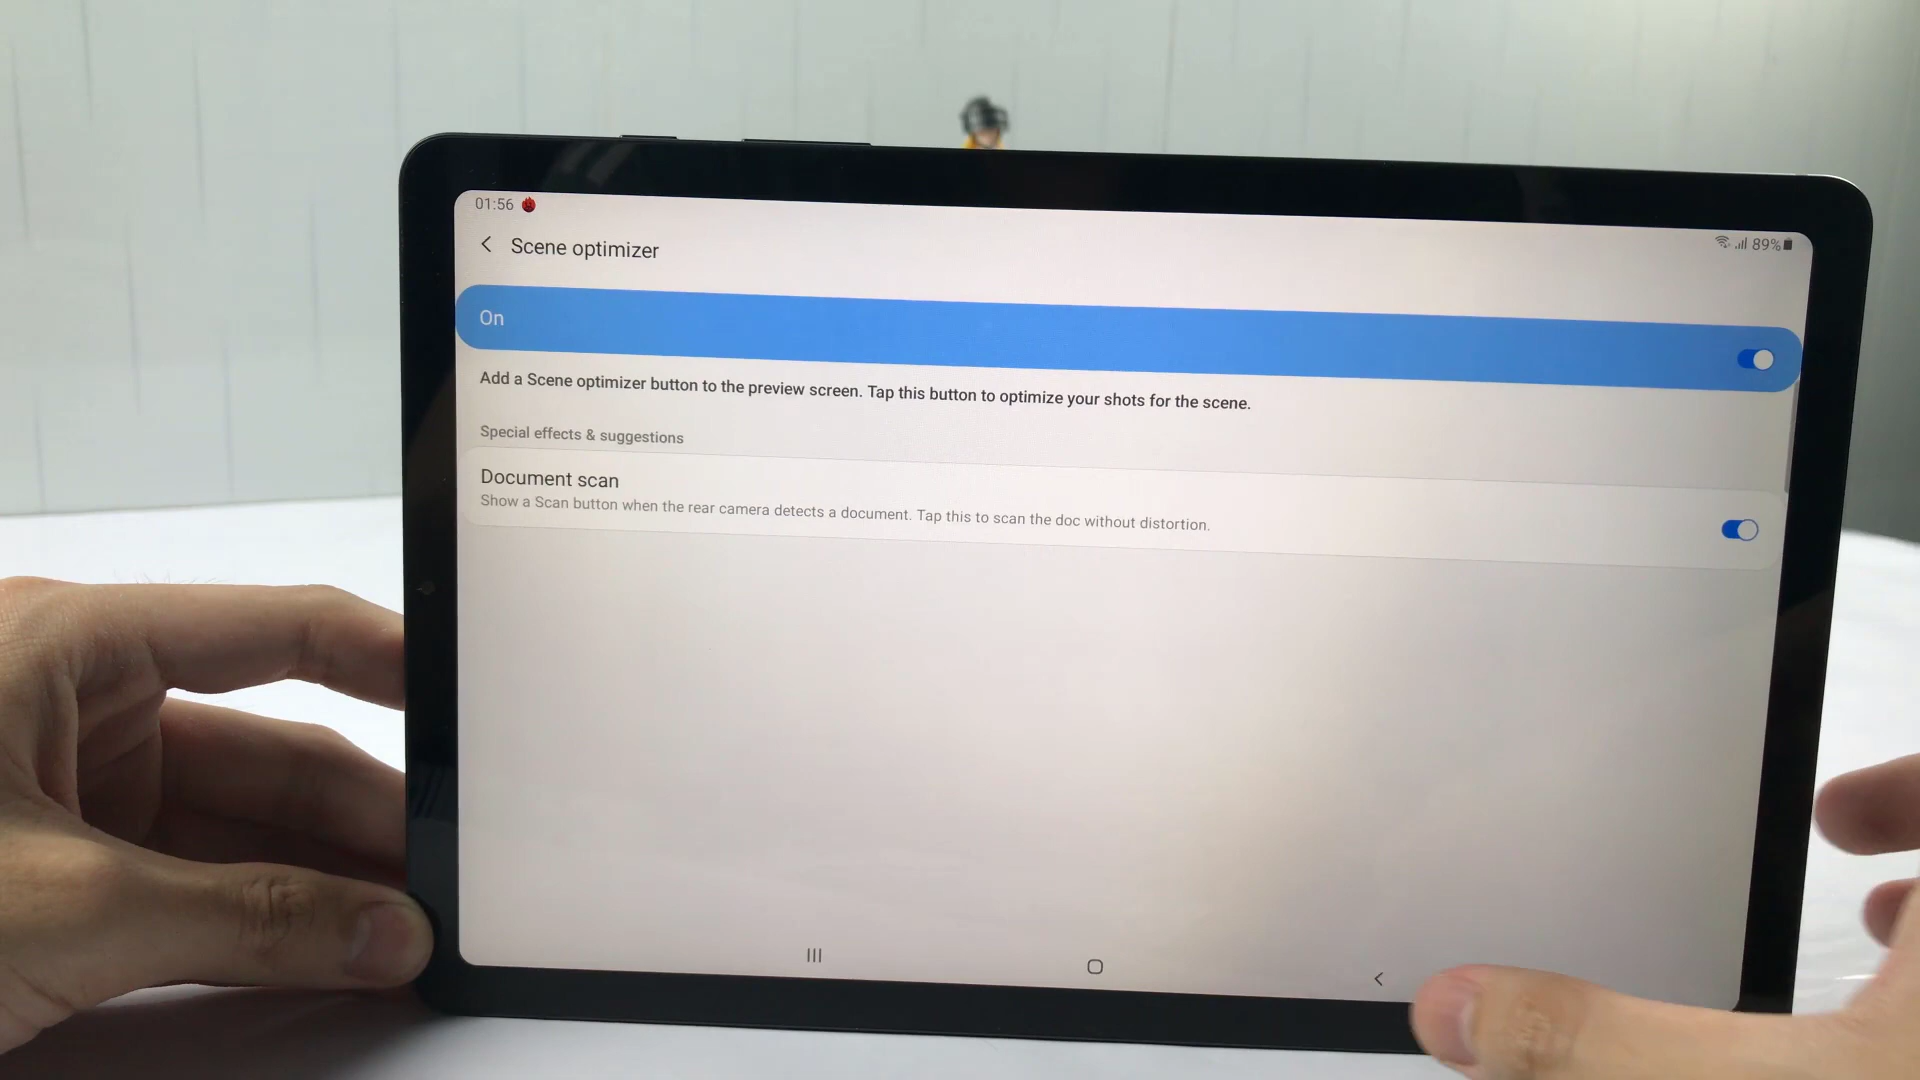 01:56
89%
Scene optimizer
On
Add a Scene optimizer button to the preview screen. Tap this button to optimize your shots for the scene.
Special effects & suggestions
Document scan
Show a Scan button when the rear camera detects a document. Tap this to scan the doc without distortion.